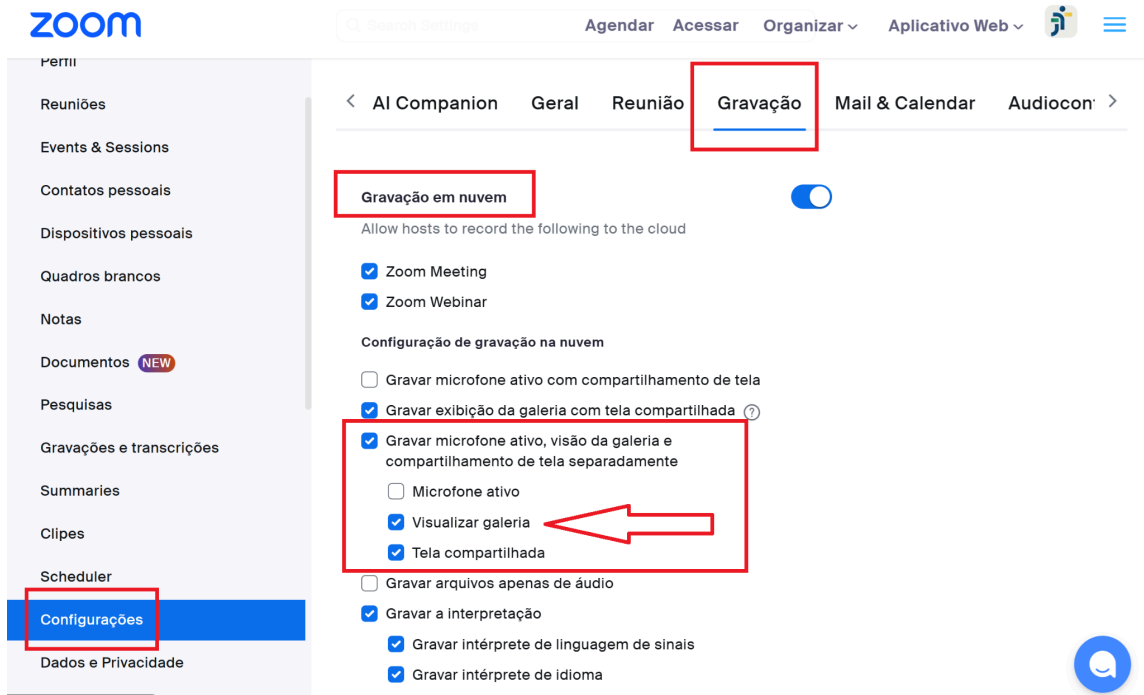 zoom
Search Settings
Agendar Acessar Organizar Aplicativo Web
Perfil
Reuniões
Events & Sessions
Contatos pessoais
Dispositivos pessoais
Quadros brancos
Notas
Documentos NEW
Pesquisas
Gravações e transcrições
Summaries
Clipes
Scheduler
Configurações
Dados e Privacidade
AI Companion Geral Reunião Gravação Mail & Calendar Audiocon
Gravação em nuvem
Allow hosts to record the following to the cloud
Zoom Meeting
Zoom Webinar
Configuração de gravação na nuvem
Gravar microfone ativo com compartilhamento de tela
Gravar exibição da galeria com tela compartilhada ?
Gravar microfone ativo, visão da galeria e
compartilhamento de tela separadamente
Microfone ativo
Visualizar galeria
Tela compartilhada
Gravar arquivos apenas de áudio
Gravar a interpretação
Gravar intérprete de linguagem de sinais
Gravar intérprete de idioma